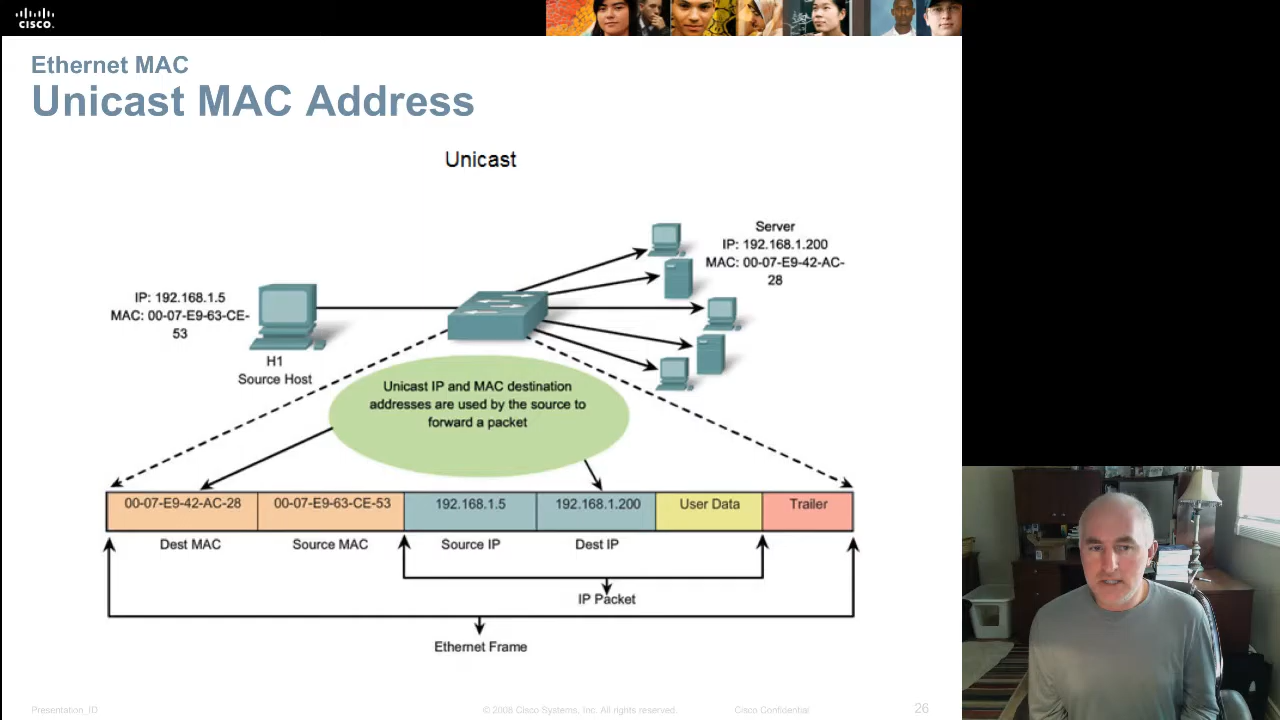 CISCO
Ethernet MAC
Unicast MAC Address
Unicast
Server
IP: 192.168.1.200
MAC: 00-07-E9-42-AC-
28
IP: 192.168.1.5
MAC: 00-07-E9-63-CE-
53
H1
Source Host
Unicast IP and MAC destination
addresses are used by the source to
forward a packet
00-07-E9-42-AC-28 00-07-E9-63-CE-53 192.168.1.5 192.168.1.200 User Data Trailer
Dest MAC Source MAC Source IP Dest IP
IP Packet
Ethernet Frame
Presentation_ID © 2008 Cisco Systems, Inc. All rights reserved. Cisco Confidential 26